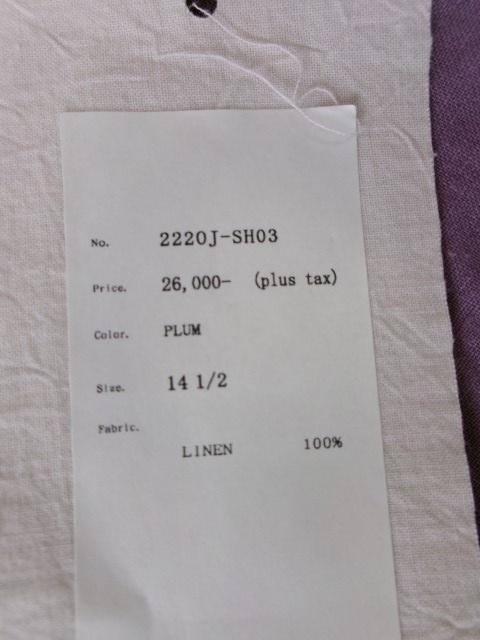 No. 2220J-SH03
Price. 26,000- (plus tax)
Color. PLUM
Size. 14 1/2
Fabric.
LINEN 100%